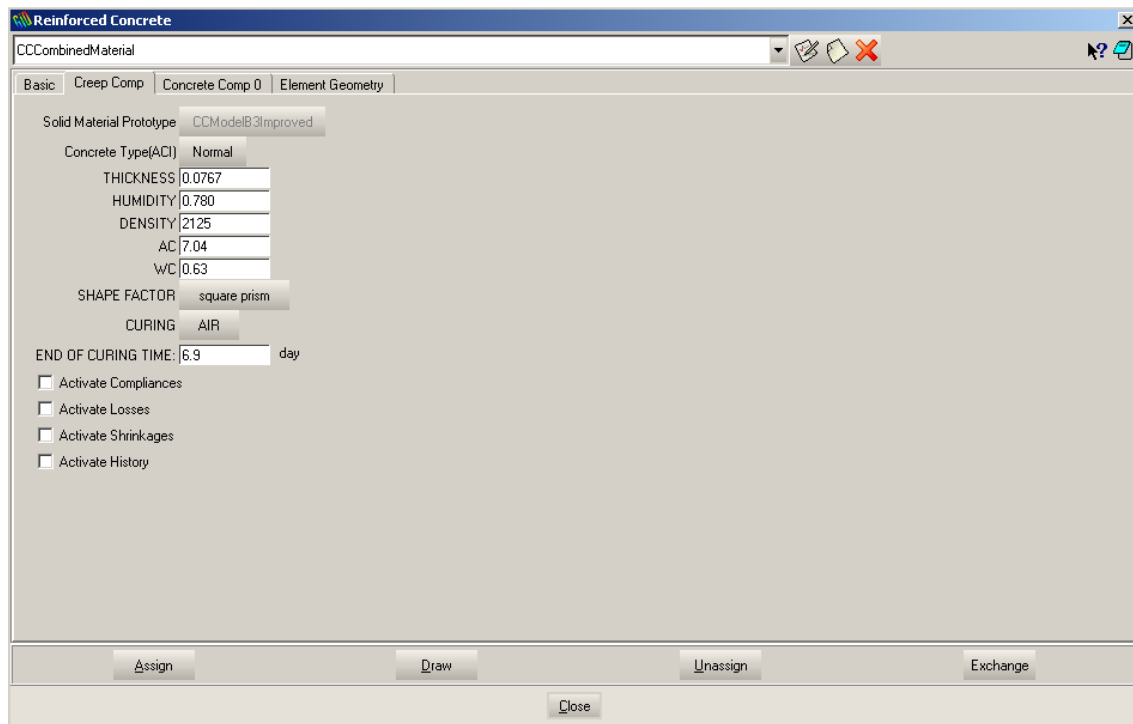 Reinforced Concrete
CCCombinedMaterial
Basic Creep Comp Concrete Comp 0 Element Geometry
Solid Material Prototype CCModelB3Improved
Concrete Type(ACI) Normal
THICKNESS 0.0767
HUMIDITY 0.780
DENSITY 2125
AC 7.04
WC 0.63
SHAPE FACTOR square prism
CURING AIR
END OF CURING TIME: 6.9 day
Activate Compliances
Activate Losses
Activate Shrinkages
Activate History
Assign Draw Unassign Exchange
Close